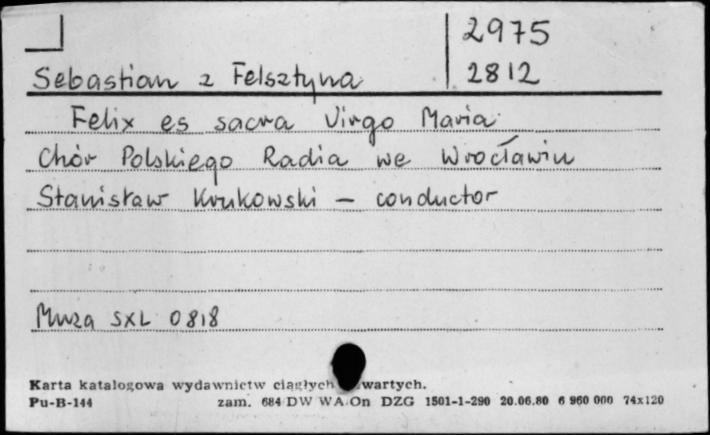 2975
2812
Sebastian z Felsztyna
Felix es sacra Virgo Maria
Chór Polskiego Radia we Wrocławiu
Stanisław Krukowski - conductor
Muza SXL 0818
Karta katalogowa wydawnictw ciągłych wartych.
Pu-B-144 zam. 684 DW WA On DZG 1501-1-290 20.06.80 6 960 000 74x120